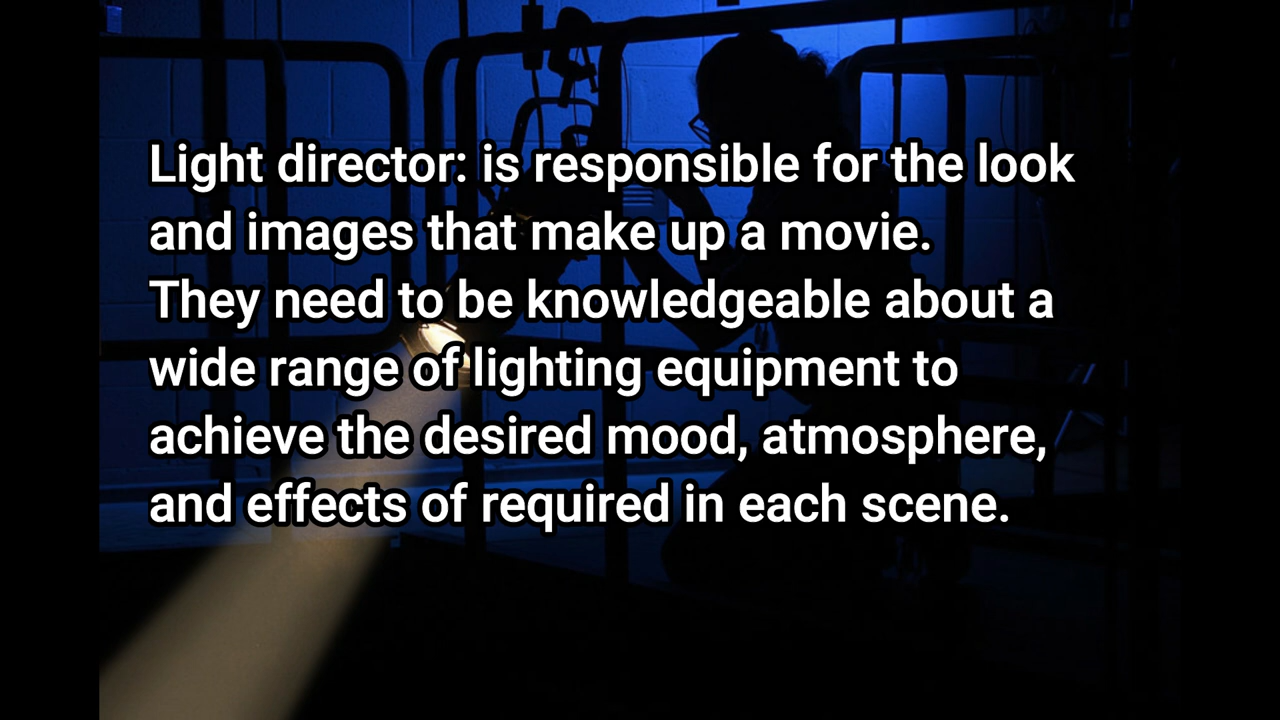 Light director: is responsible for the look
and images that make up a movie.
They need to be knowledgeable about a
wide range of lighting equipment to
achieve the desired mood, atmosphere,
and effects of required in each scene.